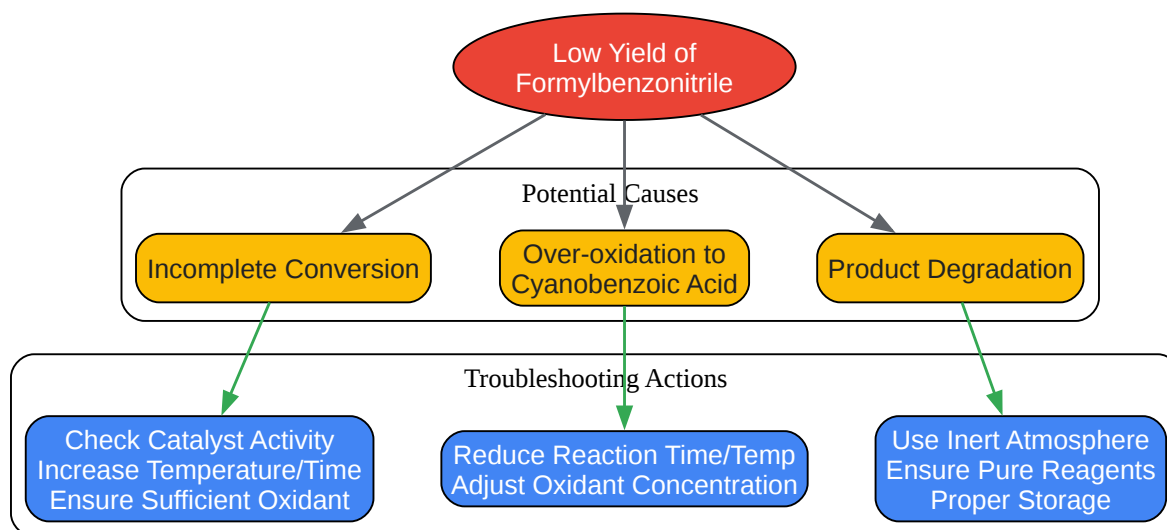 Low Yield of
Formylbenzonitrile
Potential Causes
Incomplete Conversion
Over-oxidation to
Cyanobenzoic Acid
Product Degradation
Troubleshooting Actions
Check Catalyst Activity
Increase Temperature/Time
Ensure Sufficient Oxidant
Reduce Reaction Time/Temp
Adjust Oxidant Concentration
Use Inert Atmosphere
Ensure Pure Reagents
Proper Storage